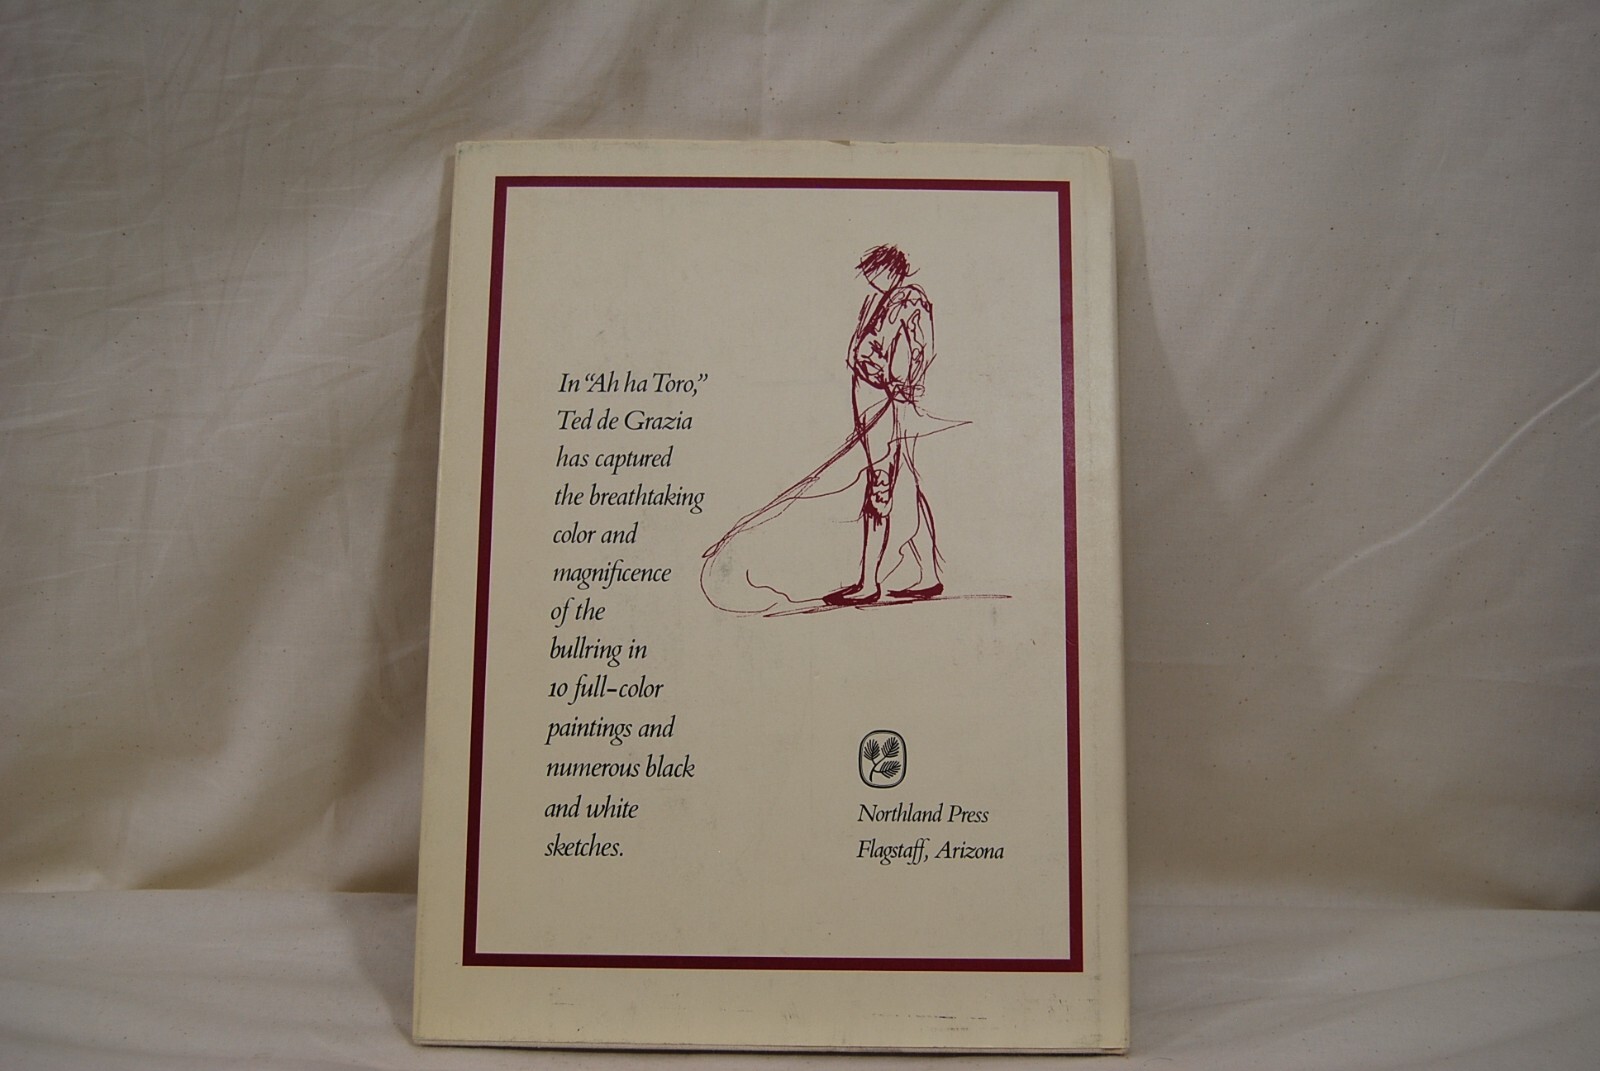 In “Ah ha Toro,”
Ted de Grazia
has captured
the breathtaking
color and
magnificence
of the
bullring in
10 full-color
paintings and
numerous black
and white
sketches.
Northland Press
Flagstaff, Arizona